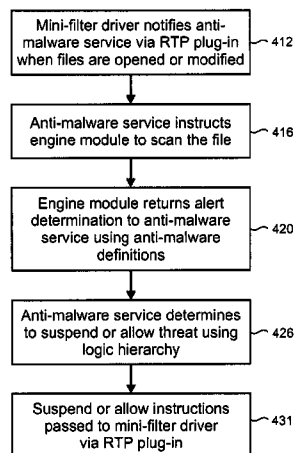 Mini-filter driver notifies anti-
malware service via RTP plug-in
when files are opened or modified
412
Anti-malware service instructs
engine module to scan the file
416
Engine module returns alert
determination to anti-malware
service using anti-malware
definitions
420
Anti-malware service determines
to suspend or allow threat using
logic hierarchy
426
Suspend or allow instructions
passed to mini-filter driver
via RTP plug-in
431